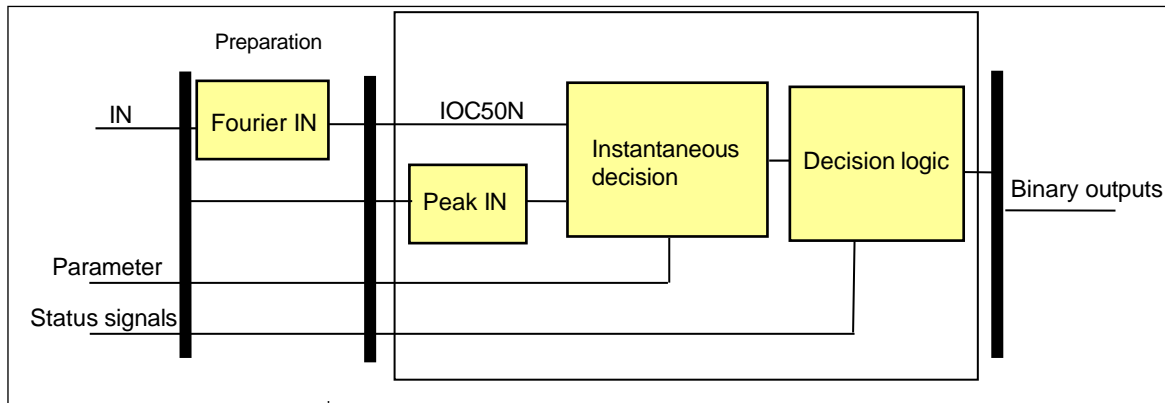 Preparation
IN
Fourier IN
IOC50N
Instantaneous
decision
Decision logic
Peak IN
Binary outputs
Parameter
Status signals